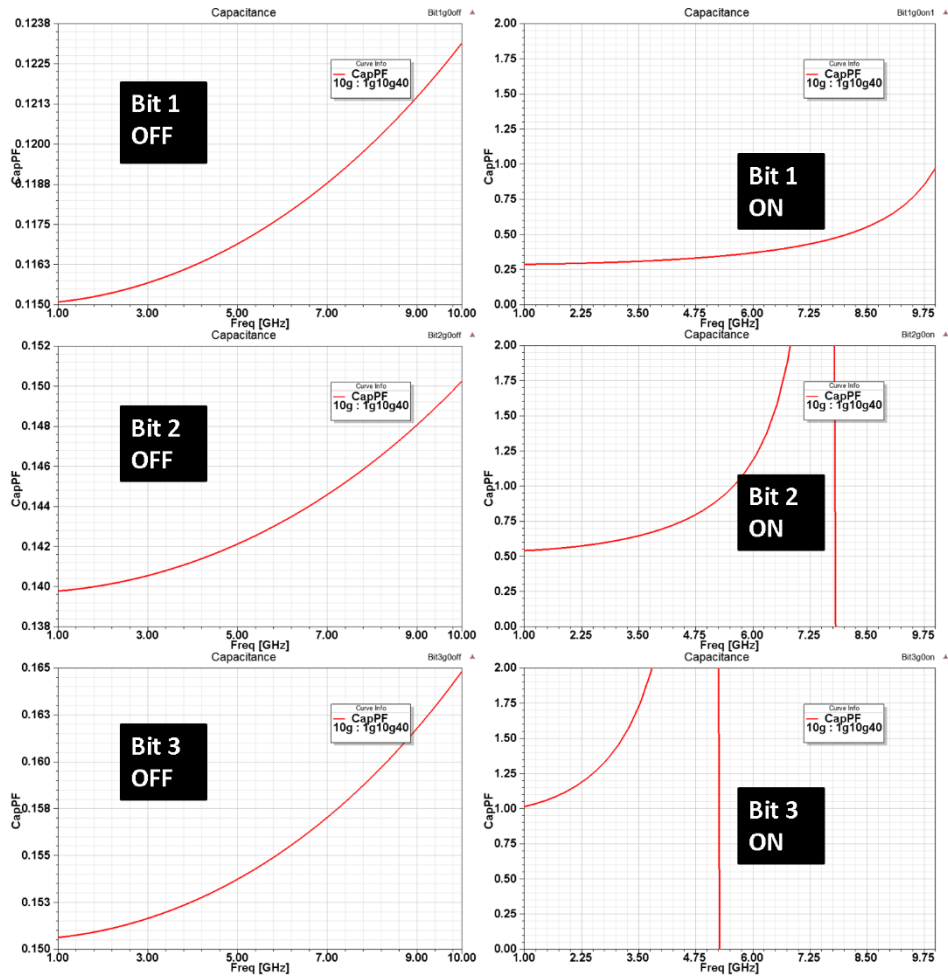 Capacitance
Bit1g0off
0.1238
0.1225
0.1213
0.1200
0.1188
0.1175
0.1163
0.1150
CapPF
Curve Info
CapPF
10g : 1g10g40
Bit 1
OFF
1.00 3.00 5.00 7.00 9.00 10.00
Freq [GHz]
Capacitance
Bit1g0on1
2.00
1.75
1.50
1.25
1.00
0.75
0.50
0.25
0.00
CapPF
Curve Info
CapPF
10g : 1g10g40
Bit 1
ON
1.00 2.25 3.50 4.75 6.00 7.25 8.50 9.75
Freq [GHz]
Capacitance
Bit2g0off
0.152
0.150
0.148
0.146
0.144
0.142
0.140
0.138
CapPF
Curve Info
CapPF
10g : 1g10g40
Bit 2
OFF
1.00 3.00 5.00 7.00 9.00 10.00
Freq [GHz]
Capacitance
Bit2g0on
2.00
1.75
1.50
1.25
1.00
0.75
0.50
0.25
0.00
CapPF
Curve Info
CapPF
10g : 1g10g40
Bit 2
ON
1.00 2.25 3.50 4.75 6.00 7.25 8.50 9.75
Freq [GHz]
Capacitance
Bit3g0off
0.165
0.163
0.160
0.158
0.155
0.153
0.150
CapPF
Curve Info
CapPF
10g : 1g10g40
Bit 3
OFF
1.00 3.00 5.00 7.00 9.00 10.00
Freq [GHz]
Capacitance
Bit3g0on
2.00
1.75
1.50
1.25
1.00
0.75
0.50
0.25
0.00
CapPF
Curve Info
CapPF
10g : 1g10g40
Bit 3
ON
1.00 2.25 3.50 4.75 6.00 7.25 8.50 9.75
Freq [GHz]